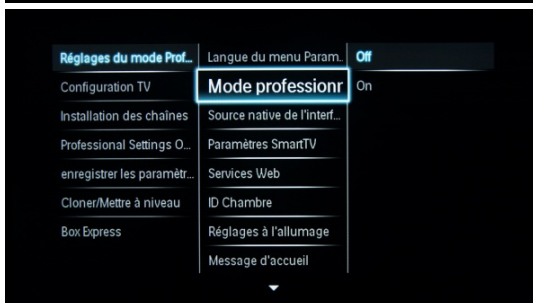 Réglages du mode Prof...
Configuration TV
Installation des chaînes
Professional Settings O...
enregistrer les paramètr...
Cloner/Mettre à niveau
Box Express
Langue du menu Param..
Mode professionr
Source native de l'interf...
Paramètres SmartTV
Services Web
ID Chambre
Réglages à l'allumage
Message d'accueil
Off
On